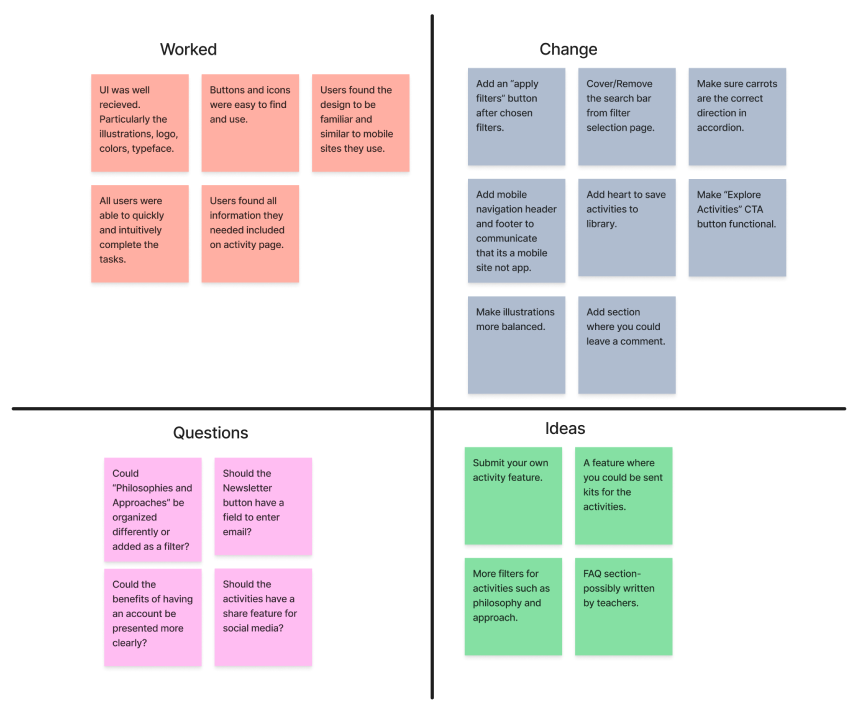 Worked
UI was well
recieved.
Particularly the
illustrations, logo,
colors, typeface.
Buttons and icons
were easy to find
and use.
Users found the
design to be
familiar and
similar to mobile
sites they use.
All users were
able to quickly
and intuitively
complete the
tasks.
Users found all
information they
needed included
on activity page.
Change
Add an “apply
filters” button
after chosen
filters.
Cover/Remove
the search bar
from filter
selection page.
Make sure carrots
are the correct
direction in
accordion.
Add mobile
navigation header
and footer to
communicate
that its a mobile
site not app.
Add heart to save
activities to
library.
Make “Explore
Activities” CTA
button functional.
Make illustrations
more balanced.
Add section
where you could
leave a comment.
Questions
Could
“Philosophies and
Approaches” be
organized
differently or
added as a filter?
Should the
Newsletter
button have a
field to enter
email?
Could the
benefits of having
an account be
presented more
clearly?
Should the
activities have a
share feature for
social media?
Ideas
Submit your own
activity feature.
A feature where
you could be sent
kits for the
activities.
More filters for
activities such as
philosophy and
approach.
FAQ section-
possibly written
by teachers.